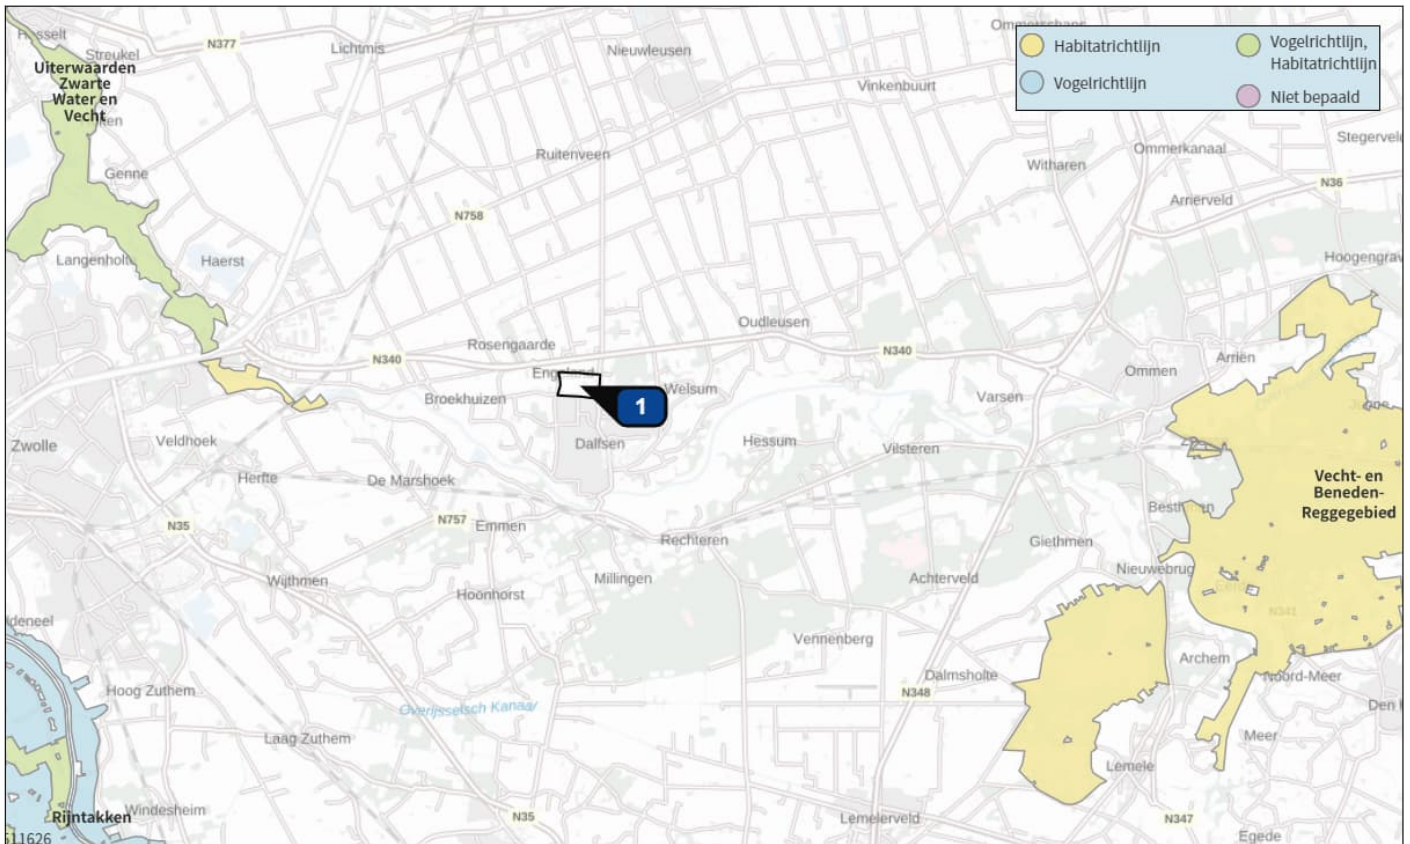 Hasselt
Streukel
N377
Lichtmis
Nieuwleusen
Habitatrichtlijn
Vogelrichtlijn
Vogelrichtlijn,
Habitatrichtlijn
Niet bepaald
Uiterwaarden
Zwarte
Water en
Vecht
Vinkenbuurt
Genne
Ruitenveen
Witharen
Ommerkanaal
N36
Arriërveld
N758
Langenholte
Haerst
Oudleusen
Rosengaarde
N340
N340
Arriën
Ommen
Engeland
Broekhuizen
1
Welsum
Varsen
Zwolle
Veldhoek
Dalfsen
Hessum
Vilsteren
Herfte
De Marshoek
Vecht- en
Beneden-
Reggegebied
N35
N757
Emmen
Rechteren
Giethmen
Nieuwebrug
Wijthmen
Hoonhorst
Millingen
Achterveld
N341
Vennenberg
Archem
Noord-Meer
Dalmsholte
N348
Hoog Zuthem
Overijsselsch Kanaal
Laag Zuthem
Meer
Lemele
Rijntakken
Windesheim
N35
Lemelerveld
N347
Egede